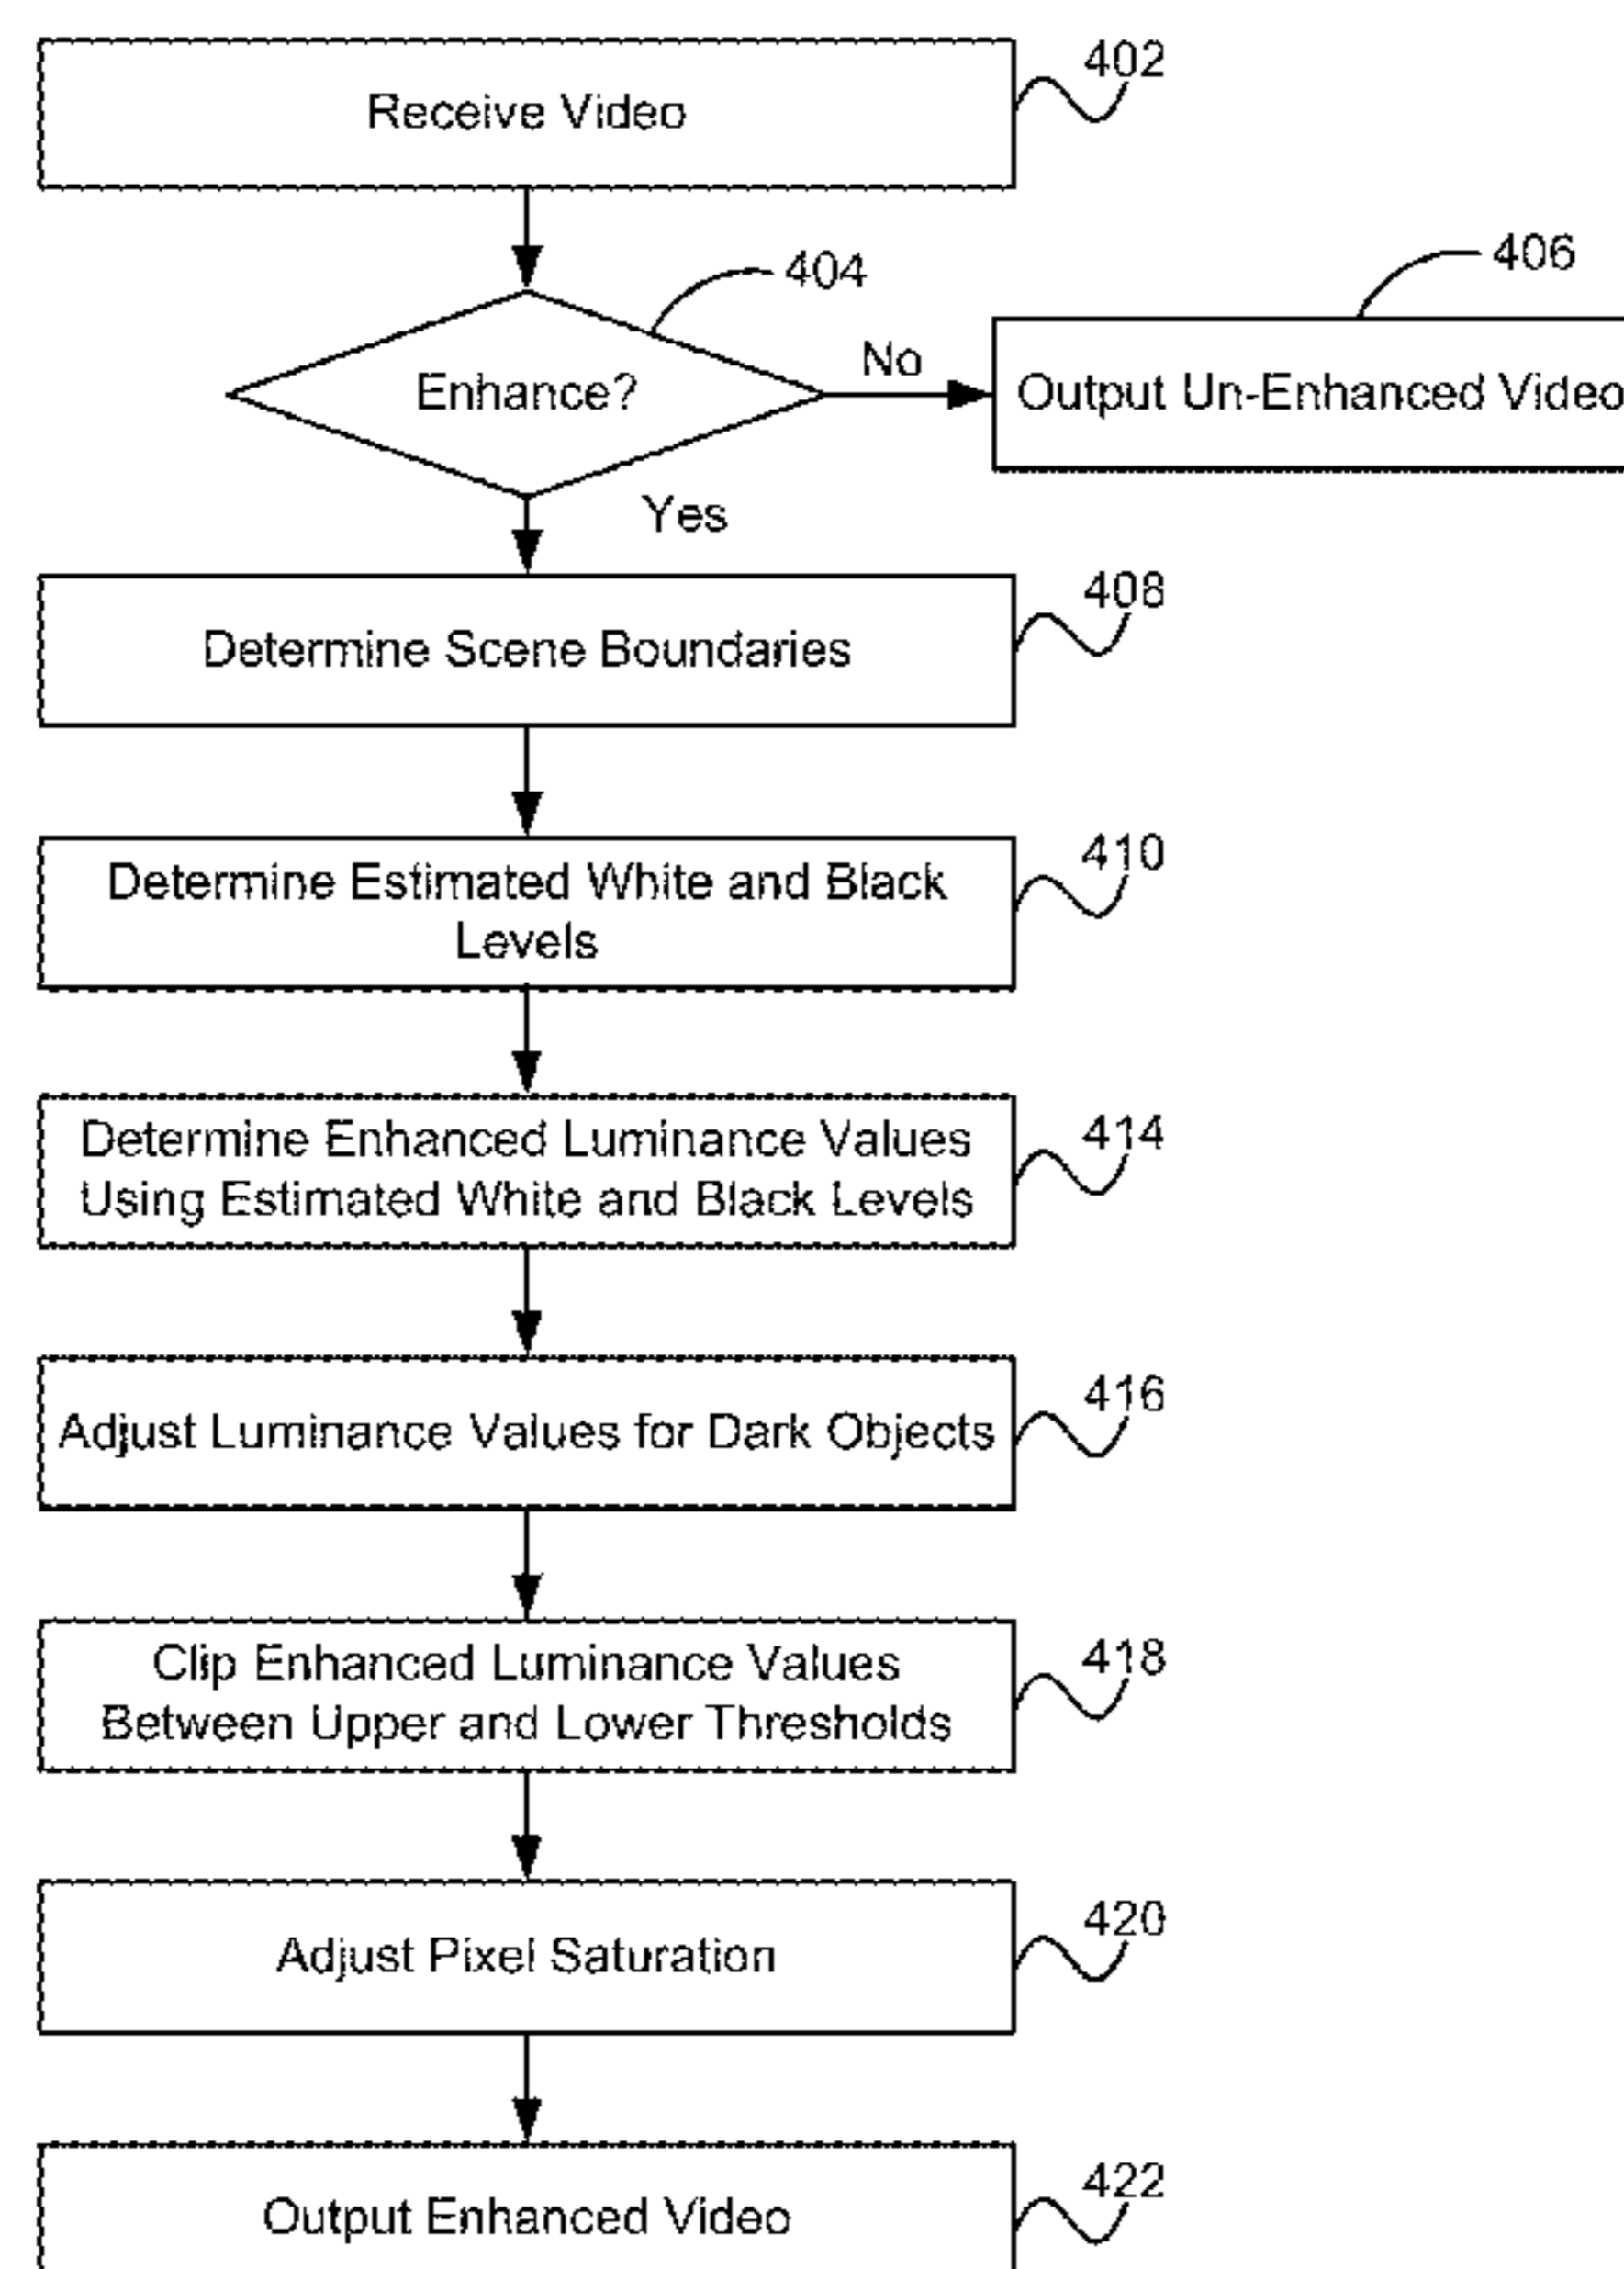 Receive Video
402
404
406
Enhance?
No
Output Un-Enhanced Video
Yes
Determine Scene Boundaries
408
Determine Estimated White and Black
Levels
410
Determine Enhanced Luminance Values
Using Estimated White and Black Levels
414
Adjust Luminance Values for Dark Objects
416
Clip Enhanced Luminance Values
Between Upper and Lower Thresholds
418
Adjust Pixel Saturation
420
Output Enhanced Video
422